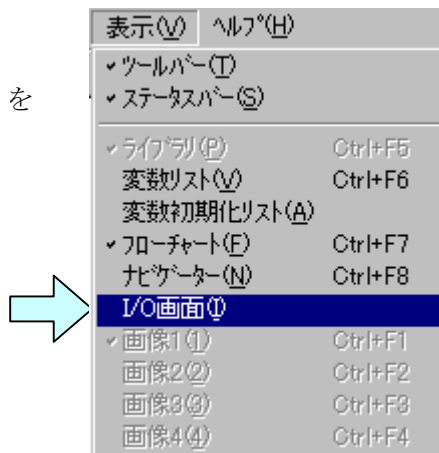 表示(V) ﾍﾙﾌﾟ(H)
ﾂｰﾙﾊﾞｰ(T)
を
ｽﾃｰﾀｽﾊﾞｰ(S)
ﾗｲﾌﾞﾗﾘ(P) Ctrl+F5
変数ﾘｽﾄ(V) Ctrl+F6
変数初期化ﾘｽﾄ(A)
ﾌﾛｰﾁｬｰﾄ(F) Ctrl+F7
ﾅﾋﾞｹﾞｰﾀｰ(N) Ctrl+F8
I/O画面(I)
画像1(1) Ctrl+F1
画像2(2) Ctrl+F2
画像3(3) Ctrl+F3
画像4(4) Ctrl+F4